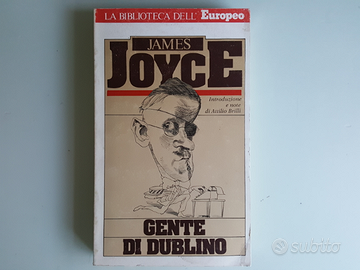 LA BIBLIOTECA DELL' Europeo
JAMES
JOYCE
Introduzione
e note
di Attilio Brilli
GENTE
DI DUBLINO
subito